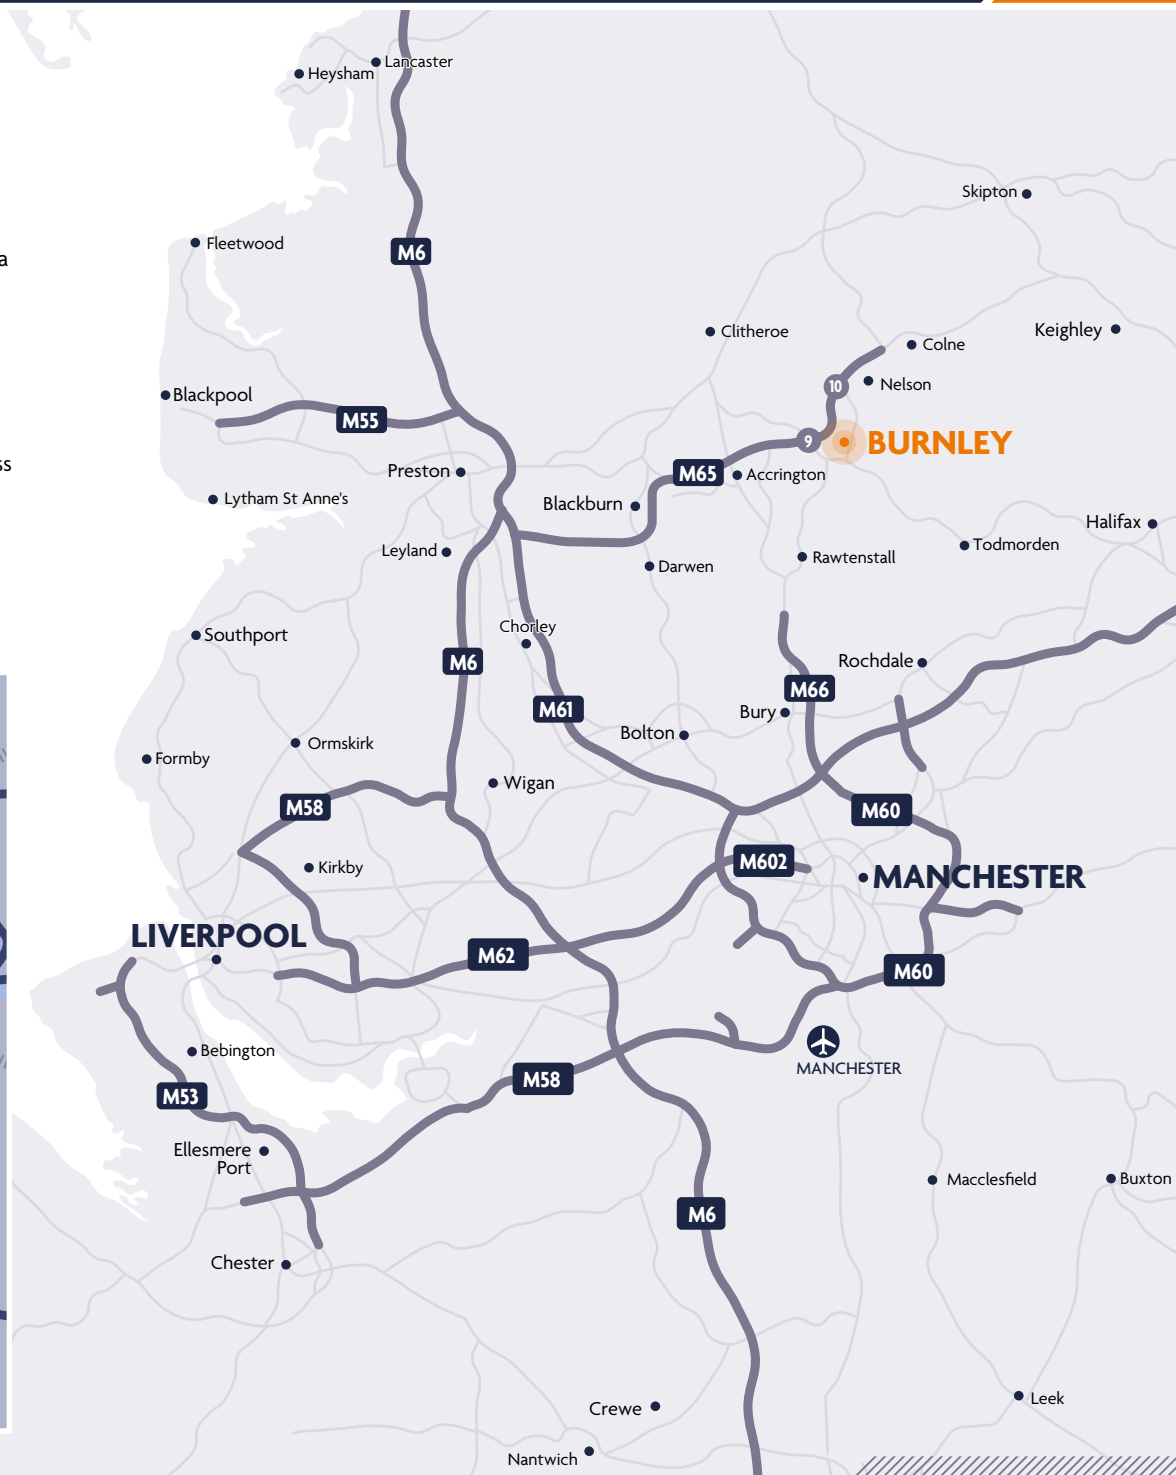 Lancaster
Heysham
Skipton
Fleetwood
M6
a
Clitheroe
Keighley
Colne
10
Nelson
Blackpool
M55
9
BURNLEY
ss
Preston
M65
Accrington
Lytham St Anne's
Blackburn
Halifax
Leyland
Todmorden
Rawtenstall
Darwen
Chorley
Southport
M6
Rochdale
M66
M61
Bury
Bolton
Ormskirk
Formby
Wigan
M58
M60
M602
Kirkby
MANCHESTER
LIVERPOOL
M62
M60
Bebington
MANCHESTER
M58
M53
Ellesmere
Port
Macclesfield
Buxton
M6
Chester
Leek
Crewe
Nantwich